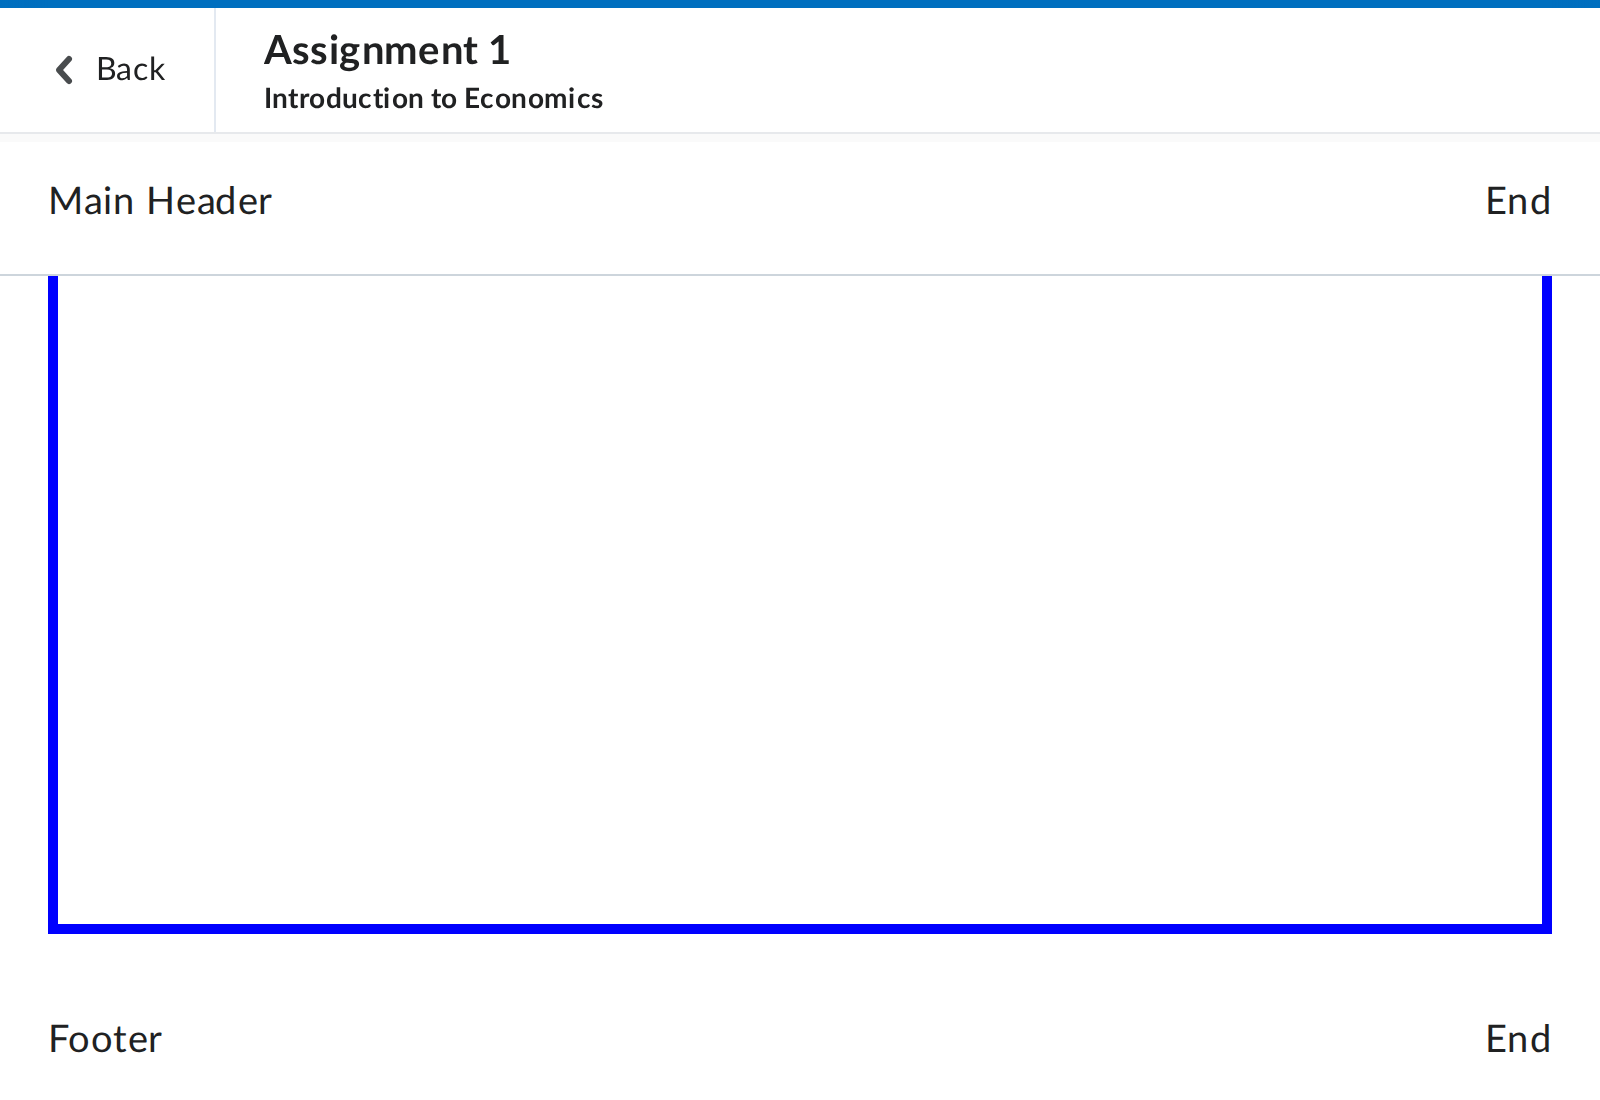 Back
Assignment 1
Introduction to Economics
Main Header End
Footer End